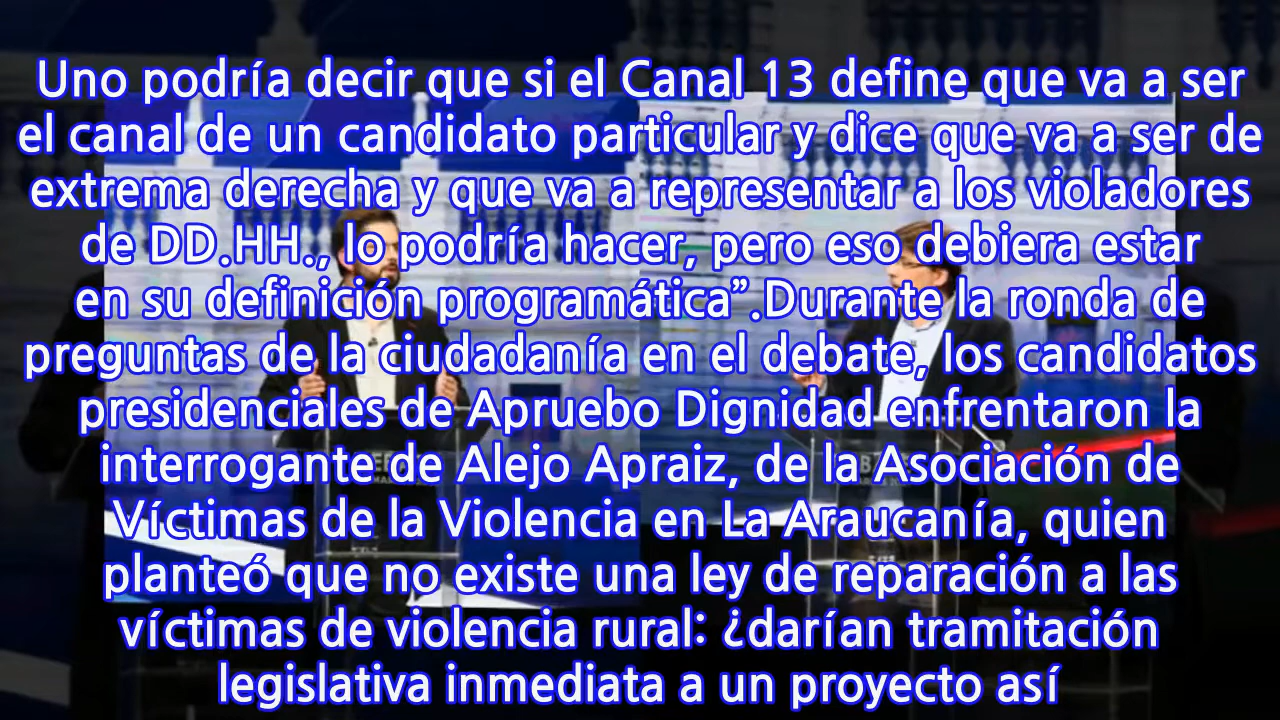 Uno podría decir que si el Canal 13 define que va a ser
el canal de un candidato particular y dice que va a ser de
extrema derecha y que va a representar a los violadores
de DD.HH., lo podría hacer, pero eso debiera estar
en su definición programática”.Durante la ronda de
preguntas de la ciudadanía en el debate, los candidatos
presidenciales de Apruebo Dignidad enfrentaron la
interrogante de Alejo Apraiz, de la Asociación de
Víctimas de la Violencia en La Araucanía, quien
planteó que no existe una ley de reparación a las
víctimas de violencia rural: ¿darían tramitación
legislativa inmediata a un proyecto así